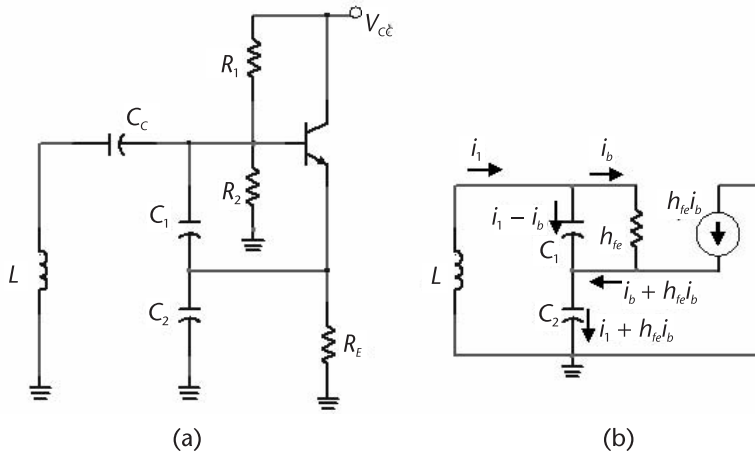 V_CC
R_1
C_C
R_2
C_1
L
C_2
R_E
(a)
i_1
i_b
i_1 − i_b
h_fe i_b
C_1
h_fe
L
i_b + h_fe i_b
C_2
i_1 + h_fe i_b
(b)